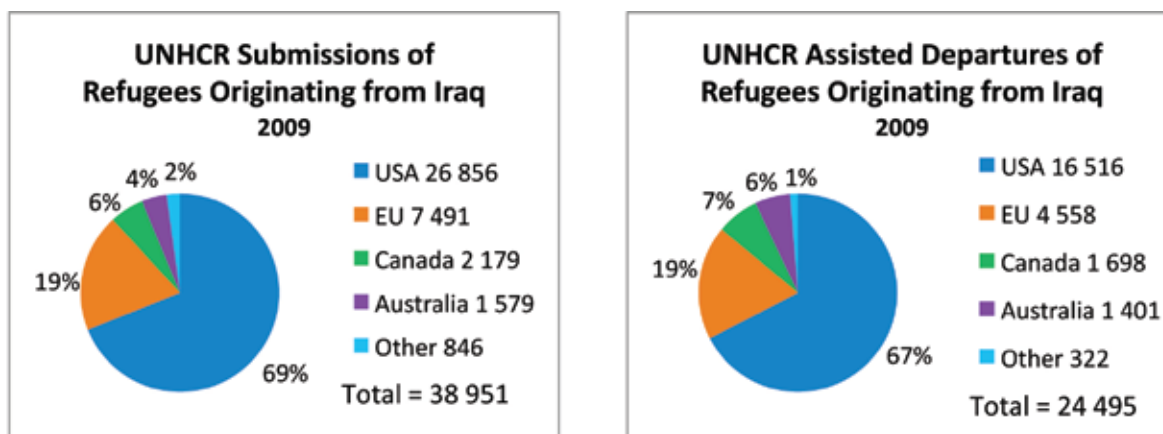 UNHCR Submissions of
Refugees Originating from Iraq
2009
2%
4%
6%
19%
69%
USA 26 856
EU 7 491
Canada 2 179
Australia 1 579
Other 846
Total = 38 951
UNHCR Assisted Departures of
Refugees Originating from Iraq
2009
1%
6%
7%
19%
67%
USA 16 516
EU 4 558
Canada 1 698
Australia 1 401
Other 322
Total = 24 495